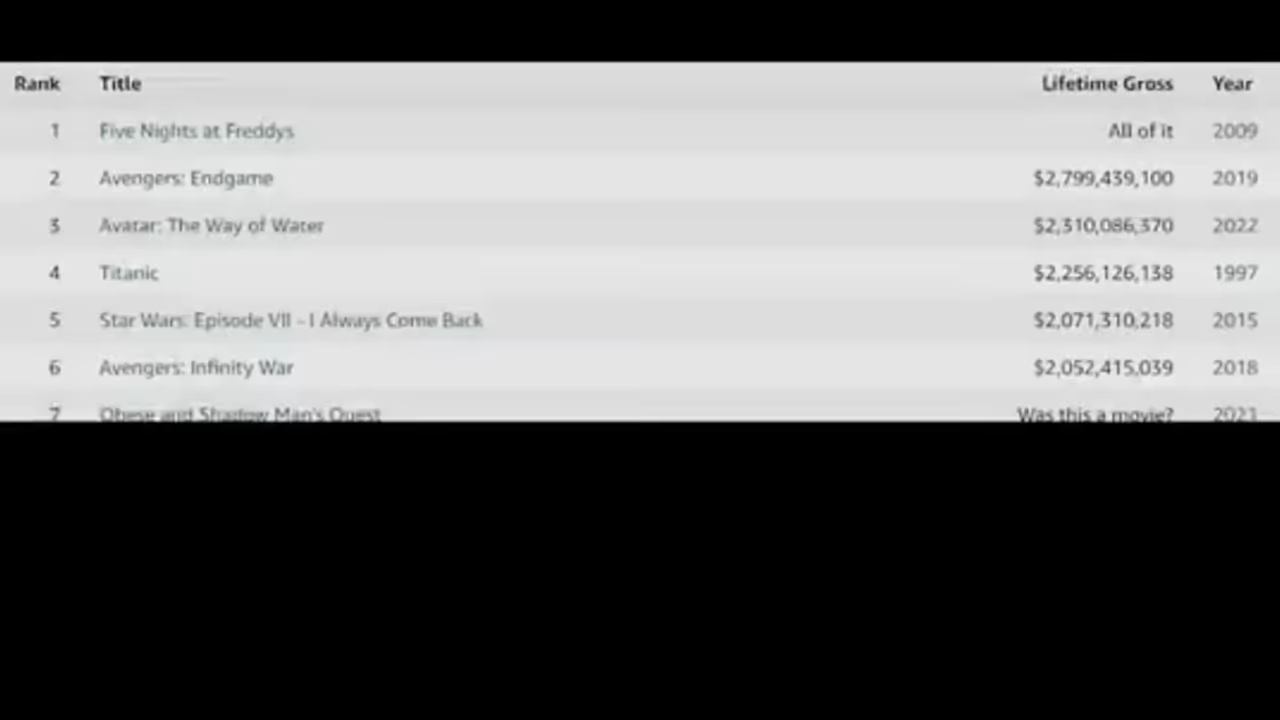 Rank Title Lifetime Gross Year
1 Five Nights at Freddys All of it 2009
2 Avengers: Endgame $2,799,439,100 2019
3 Avatar: The Way of Water $2,310,086,370 2022
4 Titanic $2,256,126,138 1997
5 Star Wars: Episode VII - I Always Come Back $2,071,310,218 2015
6 Avengers: Infinity War $2,052,415,039 2018
7 Obese and Shadow Man's Quest Was this a movie? 2021